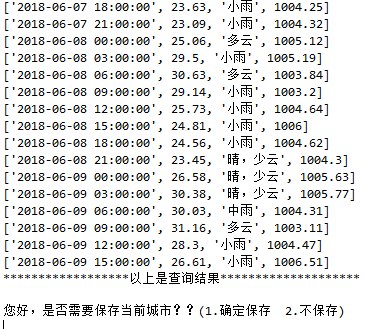 ['2018-06-07 18:00:00', 23.63, '小雨', 1004.25]
['2018-06-07 21:00:00', 23.09, '小雨', 1004.32]
['2018-06-08 00:00:00', 25.06, '多云', 1005.12]
['2018-06-08 03:00:00', 29.5, '小雨', 1005.19]
['2018-06-08 06:00:00', 30.63, '多云', 1003.84]
['2018-06-08 09:00:00', 29.14, '小雨', 1003.2]
['2018-06-08 12:00:00', 25.73, '小雨', 1004.64]
['2018-06-08 15:00:00', 24.81, '小雨', 1006]
['2018-06-08 18:00:00', 24.56, '小雨', 1004.62]
['2018-06-08 21:00:00', 23.45, '晴，少云', 1004.3]
['2018-06-09 00:00:00', 26.58, '晴，少云', 1005.63]
['2018-06-09 03:00:00', 30.38, '晴，少云', 1005.77]
['2018-06-09 06:00:00', 30.03, '中雨', 1004.31]
['2018-06-09 09:00:00', 31.16, '多云', 1003.11]
['2018-06-09 12:00:00', 28.3, '小雨', 1004.47]
['2018-06-09 15:00:00', 26.61, '小雨', 1006.51]
******************以上是查询结果********************
您好，是否需要保存当前城市？？(1.确定保存  2.不保存)